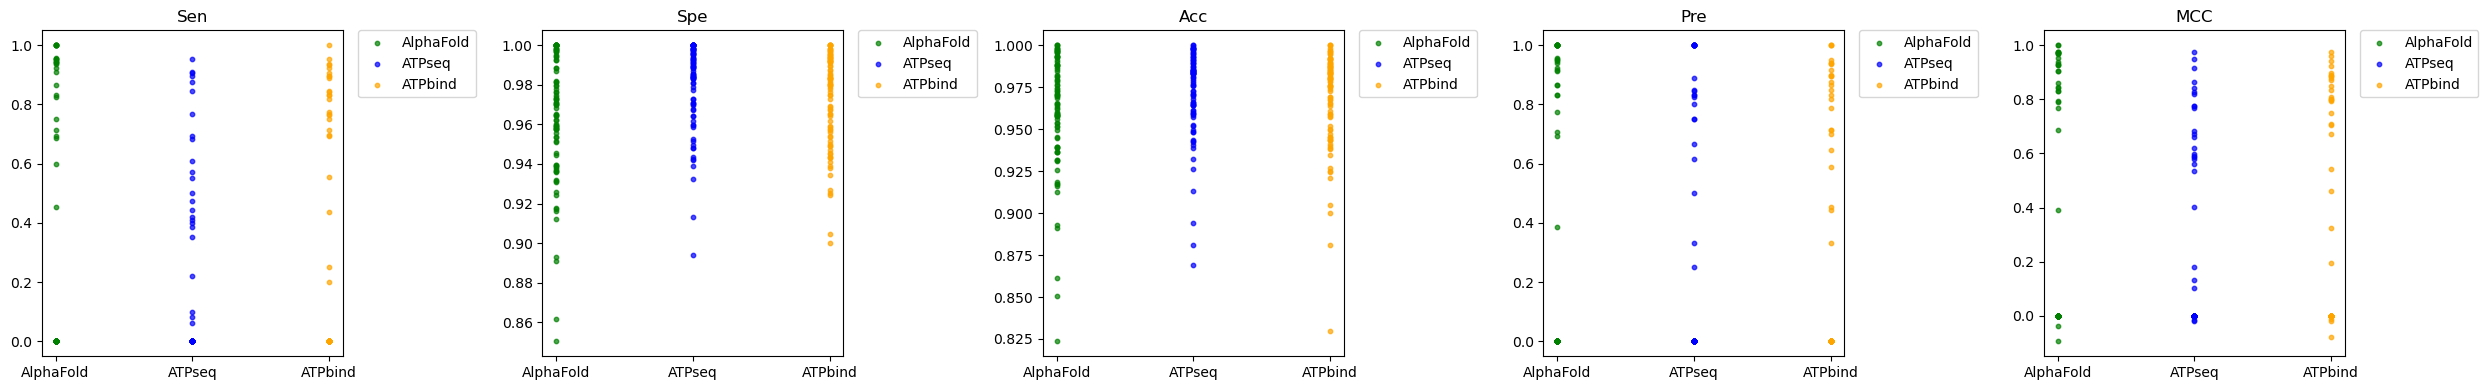 Sen
1.0
0.8
0.6
0.4
0.2
0.0
AlphaFold
ATPseq
ATPbind
AlphaFold
ATPseq
ATPbind
Spe
1.00
0.98
0.96
0.94
0.92
0.90
0.88
0.86
AlphaFold
ATPseq
ATPbind
AlphaFold
ATPseq
ATPbind
Acc
1.000
0.975
0.950
0.925
0.900
0.875
0.850
0.825
AlphaFold
ATPseq
ATPbind
AlphaFold
ATPseq
ATPbind
Pre
1.0
0.8
0.6
0.4
0.2
0.0
AlphaFold
ATPseq
ATPbind
AlphaFold
ATPseq
ATPbind
MCC
1.0
0.8
0.6
0.4
0.2
0.0
AlphaFold
ATPseq
ATPbind
AlphaFold
ATPseq
ATPbind